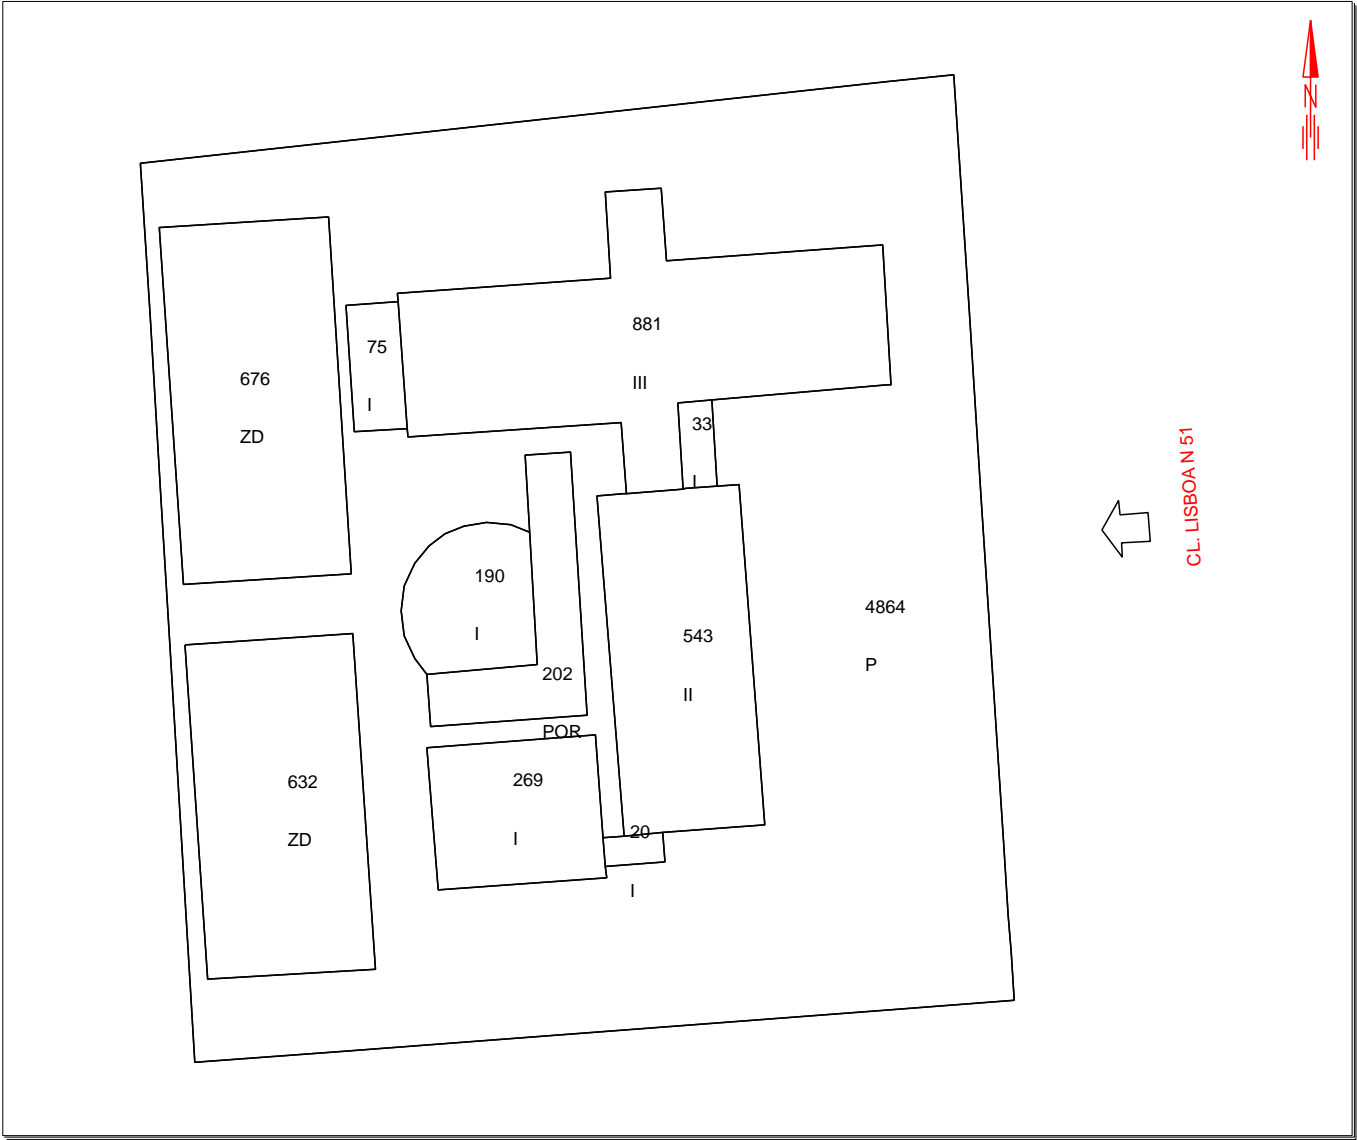 N
881
75
III
676
I
33
ZD
I
CL. LISBOA N 51
190
4864
I
543
P
202
II
POR
632
269
20
ZD
I
I